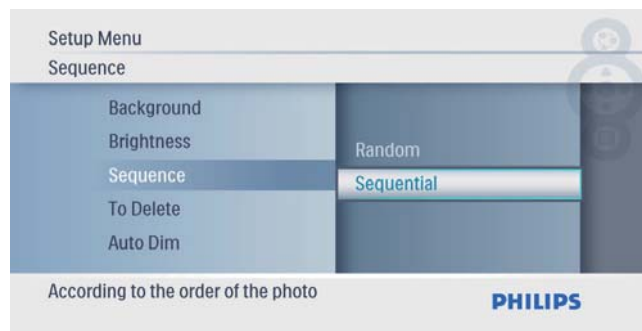 Setup Menu
Sequence
Background
Brightness
Sequence
To Delete
Auto Dim
Random
Sequential
According to the order of the photo
PHILIPS